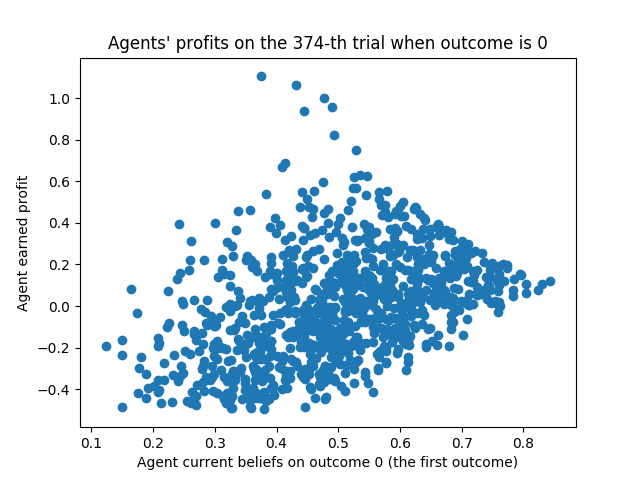 Agents' profits on the 374-th trial when outcome is 0
1.0
0.8
0.6
0.4
0.2
0.0
−0.2
−0.4
Agent earned profit
0.1 0.2 0.3 0.4 0.5 0.6 0.7 0.8
Agent current beliefs on outcome 0 (the first outcome)